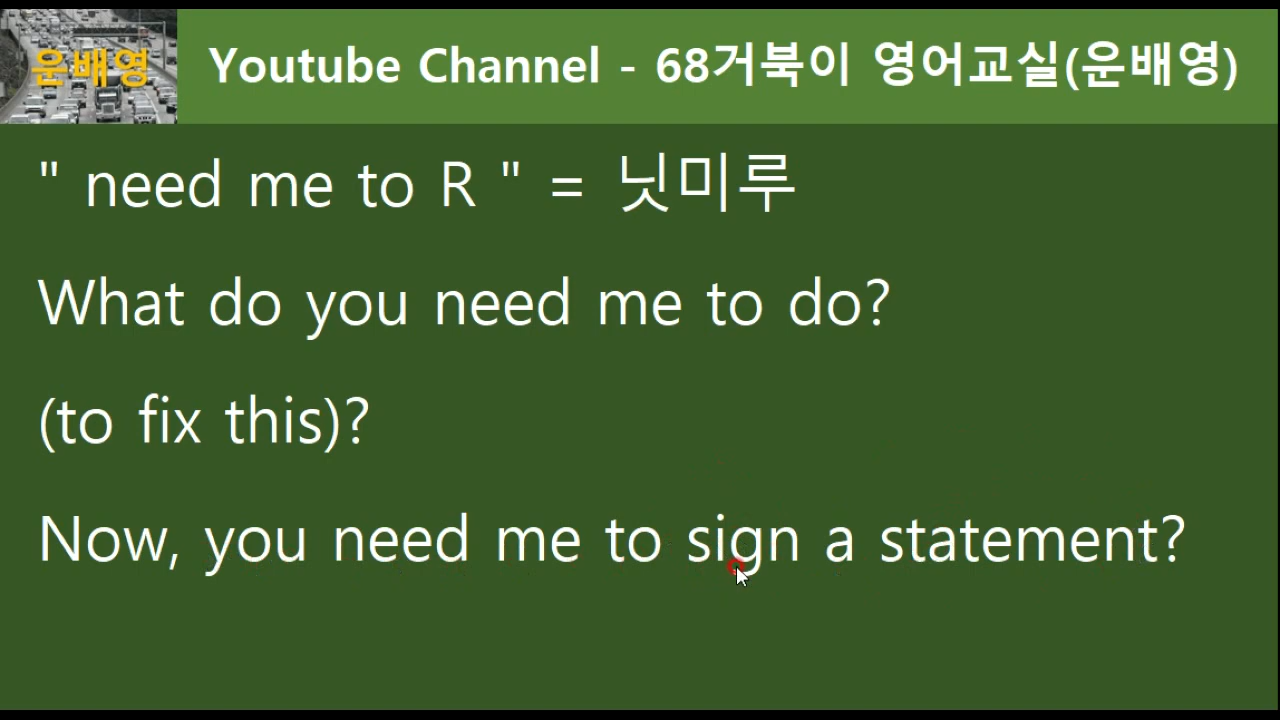 운배영
Youtube Channel - 68거북이 영어교실(운배영)
" need me to R " = 닛미루
What do you need me to do?
(to fix this)?
Now, you need me to sign a statement?